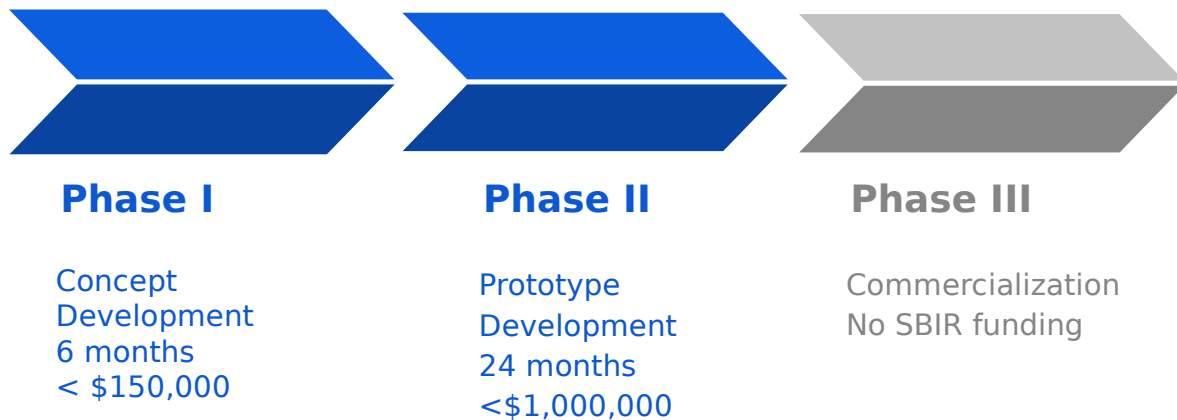 Phase I
Concept
Development
6 months
< $150,000
Phase II
Prototype
Development
24 months
<$1,000,000
Phase III
Commercialization
No SBIR funding